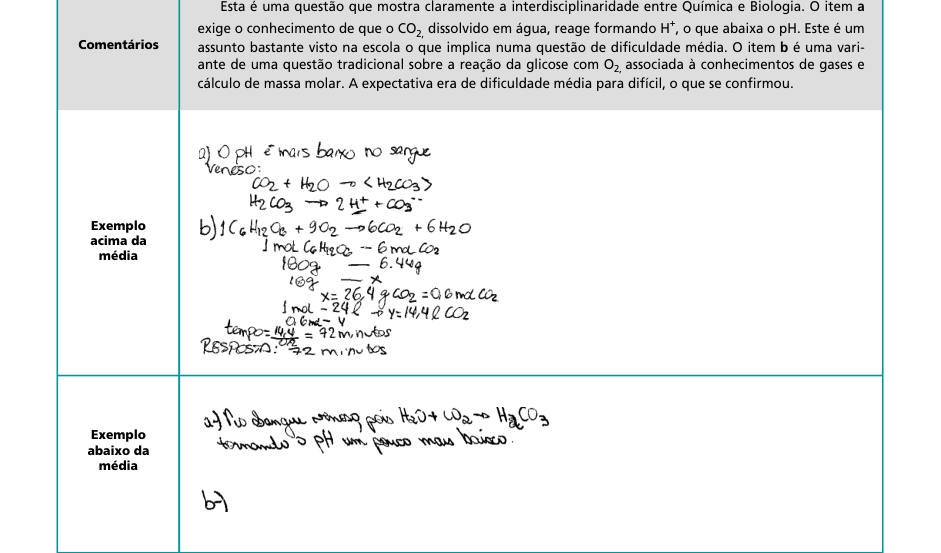 Comentários
Esta é uma questão que mostra claramente a interdisciplinaridade entre Química e Biologia. O item a
exige o conhecimento de que o CO2, dissolvido em água, reage formando H+, o que abaixa o pH. Este é um
assunto bastante visto na escola o que implica numa questão de dificuldade média. O item b é uma vari-
ante de uma questão tradicional sobre a reação da glicose com O2, associada à conhecimentos de gases e
cálculo de massa molar. A expectativa era de dificuldade média para difícil, o que se confirmou.
Exemplo
acima da
média
a) O pH é mais baixo no sangue
venoso:
CO2 + H2O → <H2CO3>
H2CO3 → 2H+ + CO3--
b) 1C6H12O6 + 9O2 → 6CO2 + 6H2O
1 mol C6H12O6 – 6 mol CO2
180g — 6.44g
18g — x
x = 26,4 g CO2 = 0,6 mol CO2
1 mol – 24 l → y = 14,4 l CO2
0,6 mol – y
tempo = 14,4/0,2 = 72 minutos
RESPOSTA: 72 minutos
Exemplo
abaixo da
média
a) No sangue venoso, pois H2O + CO2 → H2CO3
tornando o pH um pouco mais baixo.
b)